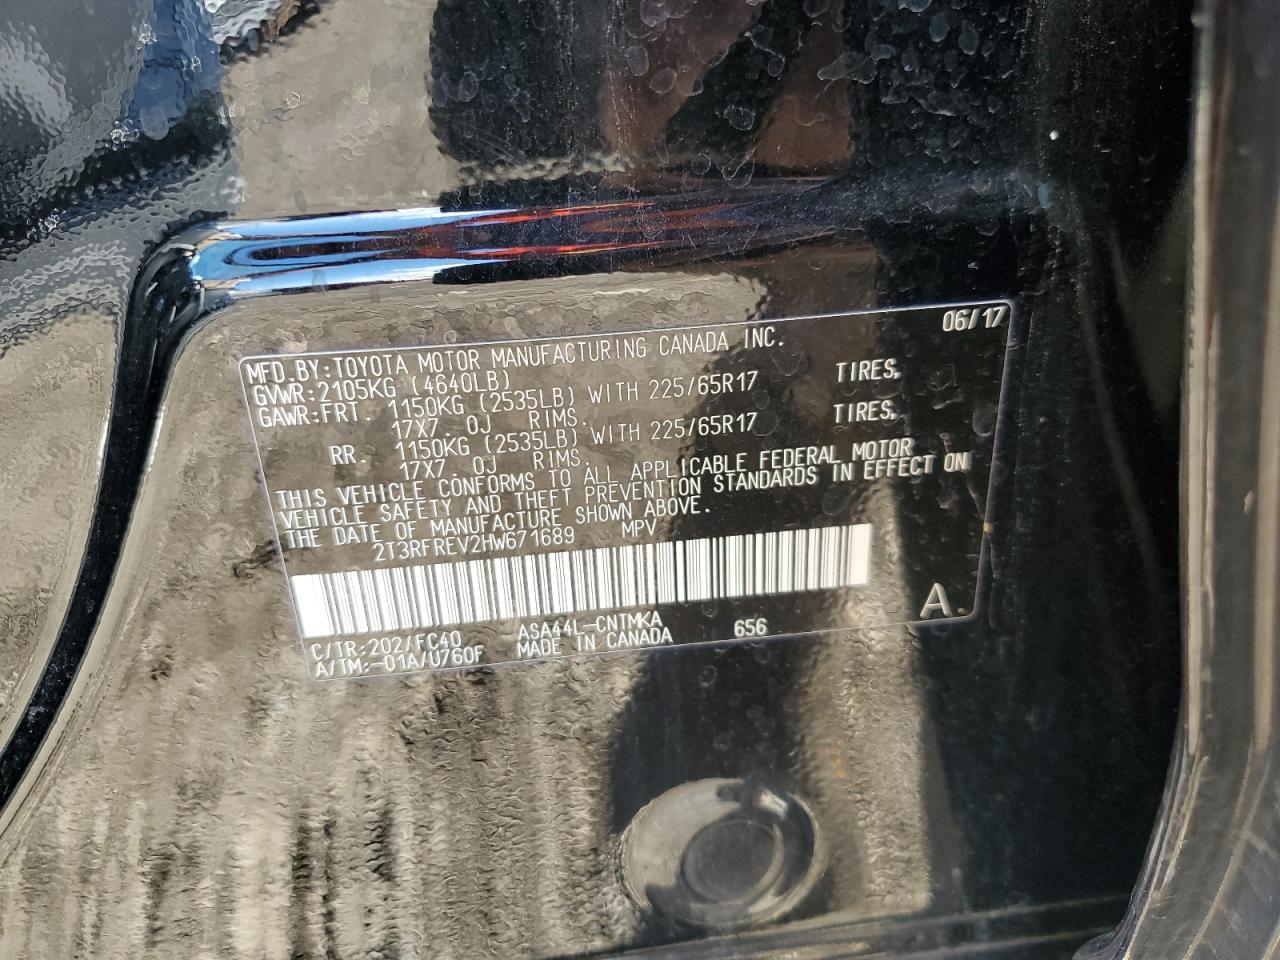 06/17
MFD.BY:TOYOTA MOTOR MANUFACTURING CANADA INC.
GVWR:2105KG (4640LB)
GAWR:FRT. 1150KG (2535LB) WITH 225/65R17 TIRES,
17X7.0J RIMS.
RR. 1150KG (2535LB) WITH 225/65R17 TIRES,
17X7.0J RIMS.
THIS VEHICLE CONFORMS TO ALL APPLICABLE FEDERAL MOTOR
VEHICLE SAFETY AND THEFT PREVENTION STANDARDS IN EFFECT ON
THE DATE OF MANUFACTURE SHOWN ABOVE.
2T3RFREV2HW671689 MPV
C/TR:202/FC40 ASA44L-CNTMKA 656 A
A/TM:-01A/U760F MADE IN CANADA